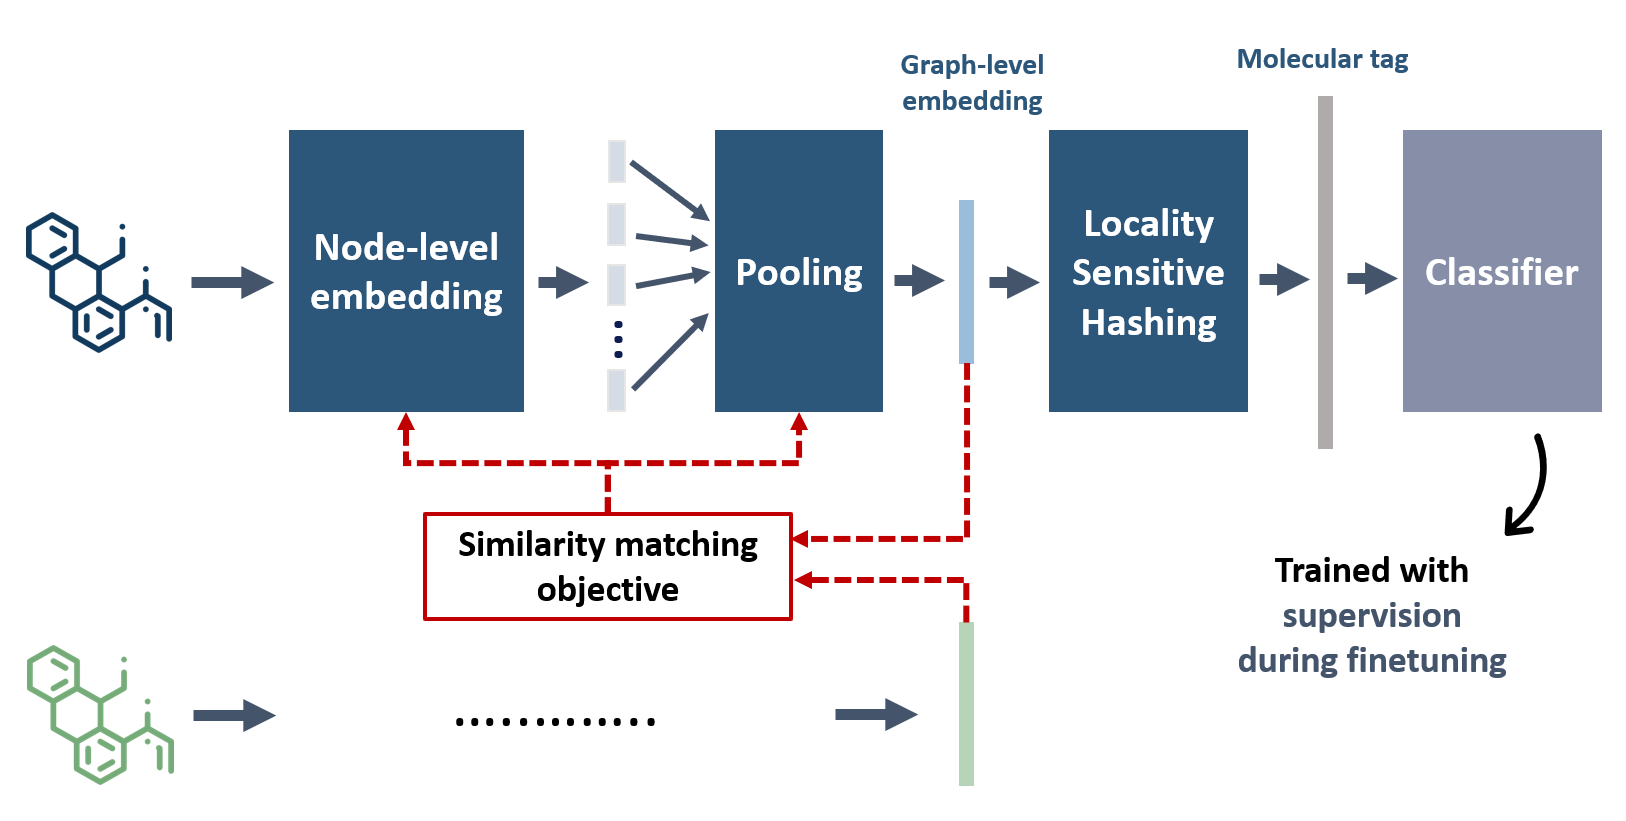 Graph-level
embedding
Molecular tag
Node-level
embedding
Pooling
Locality
Sensitive
Hashing
Classifier
Similarity matching
objective
Trained with
supervision
during finetuning